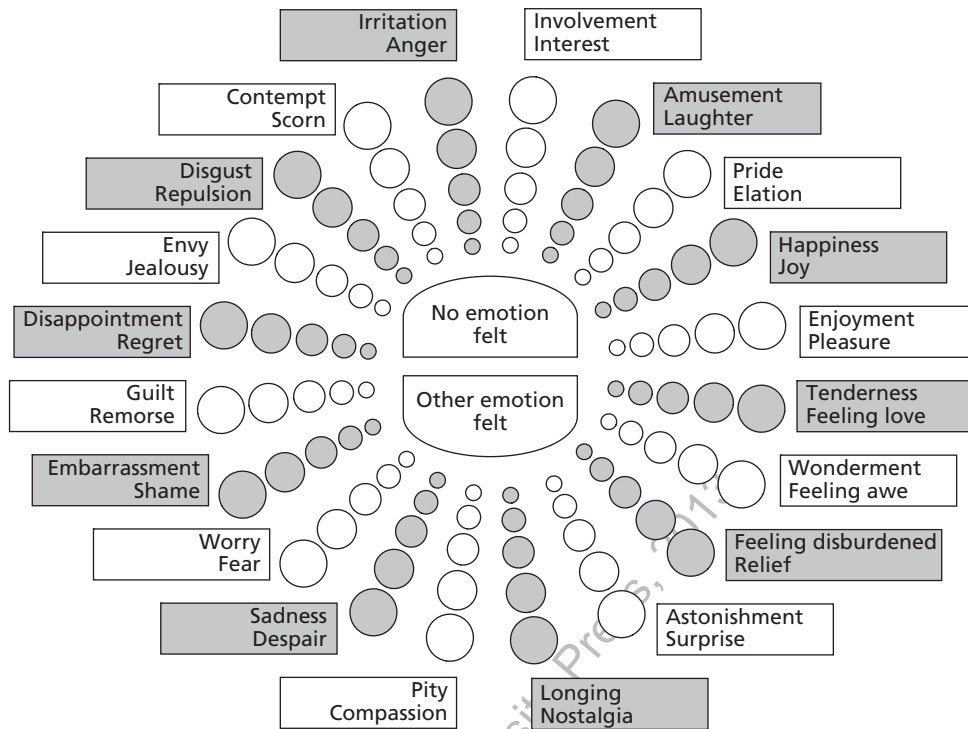 Irritation
Anger
Involvement
Interest
Contempt
Scorn
Amusement
Laughter
Disgust
Repulsion
Pride
Elation
Envy
Jealousy
Happiness
Joy
Disappointment
Regret
No emotion
felt
Enjoyment
Pleasure
Guilt
Remorse
Other emotion
felt
Tenderness
Feeling love
Embarrassment
Shame
Wonderment
Feeling awe
Worry
Fear
Feeling disburdened
Relief
Sadness
Despair
Astonishment
Surprise
Pity
Compassion
Longing
Nostalgia